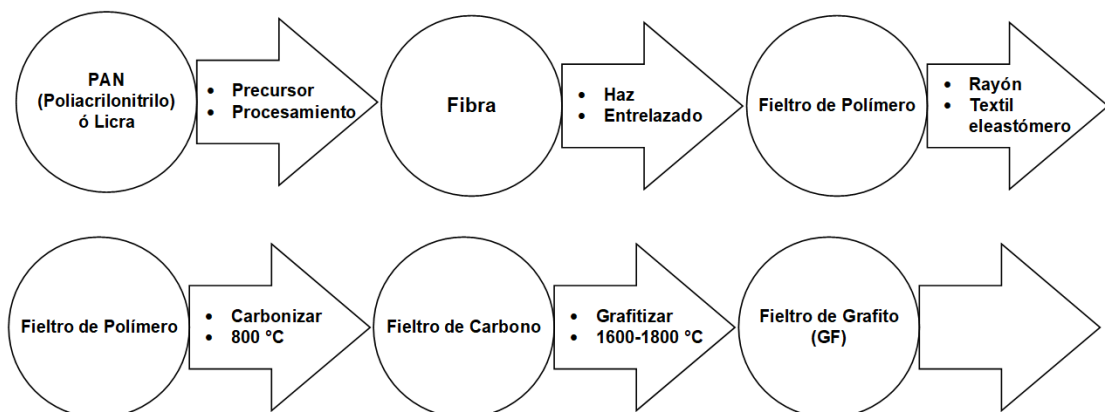 PAN
(Poliacrilonitrilo)
ó Licra
• Precursor
• Procesamiento
Fibra
• Haz
• Entrelazado
Fieltro de Polímero
• Rayón
• Textil
eleastómero
Fieltro de Polímero
• Carbonizar
• 800 °C
Fieltro de Carbono
• Grafitizar
• 1600-1800 °C
Fieltro de Grafito
(GF)